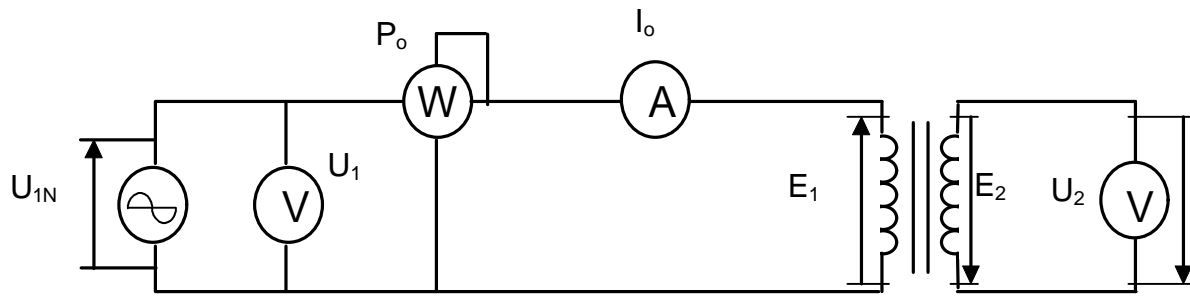 Pₒ
Iₒ
W
A
U₁
U₁N
V
E₁
E₂
U₂
V